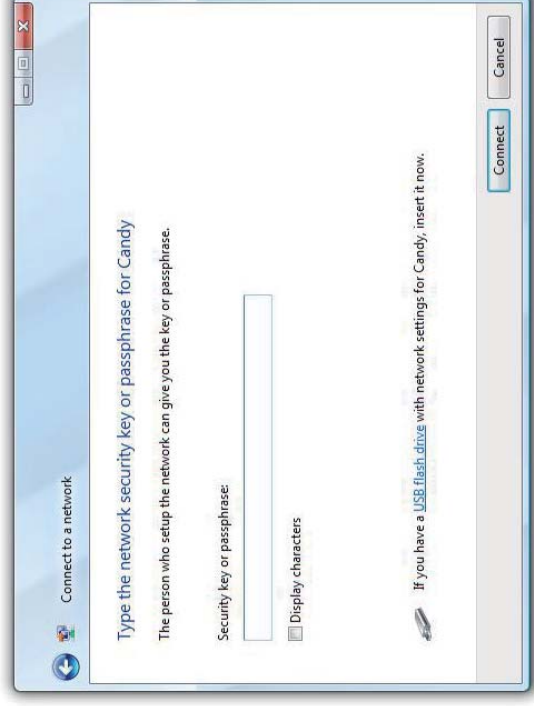 Connect to a network
Type the network security key or passphrase for Candy
The person who setup the network can give you the key or passphrase.
Security key or passphrase:
Display characters
If you have a USB flash drive with network settings for Candy, insert it now.
Connect
Cancel